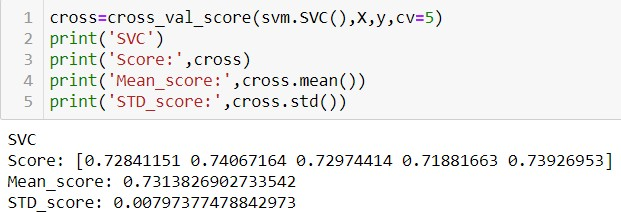 1 cross=cross_val_score(svm.SVC(),X,y,cv=5)
2 print('SVC')
3 print('Score:',cross)
4 print('Mean_score:',cross.mean())
5 print('STD_score:',cross.std())
SVC
Score: [0.72841151 0.74067164 0.72974414 0.71881663 0.73926953]
Mean_score: 0.7313826902733542
STD_score: 0.00797377478842973